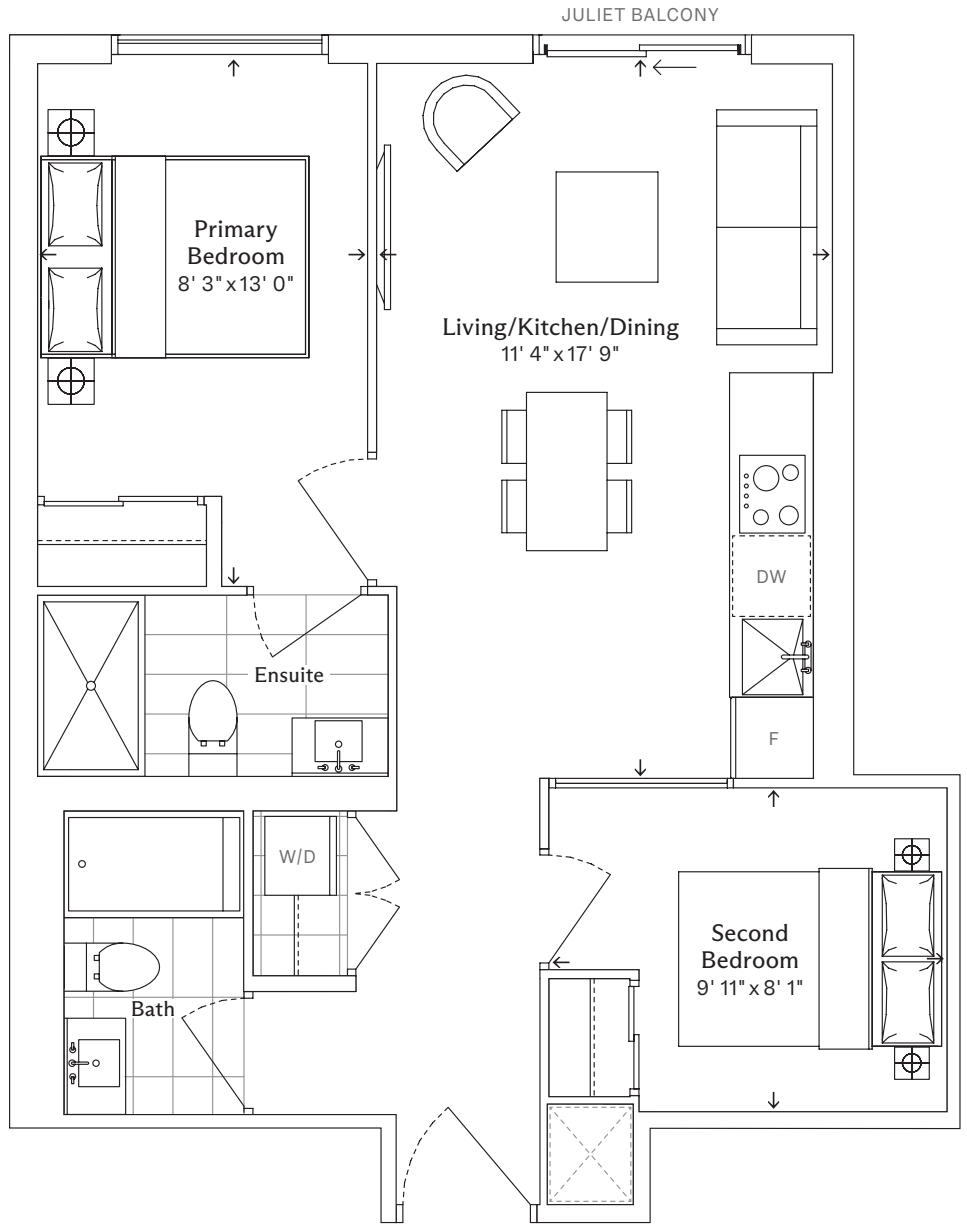 JULIET BALCONY
Primary
Bedroom
8' 3" x 13' 0"
Living/Kitchen/Dining
11' 4" x 17' 9"
DW
Ensuite
F
W/D
Second
Bedroom
9' 11" x 8' 1"
Bath